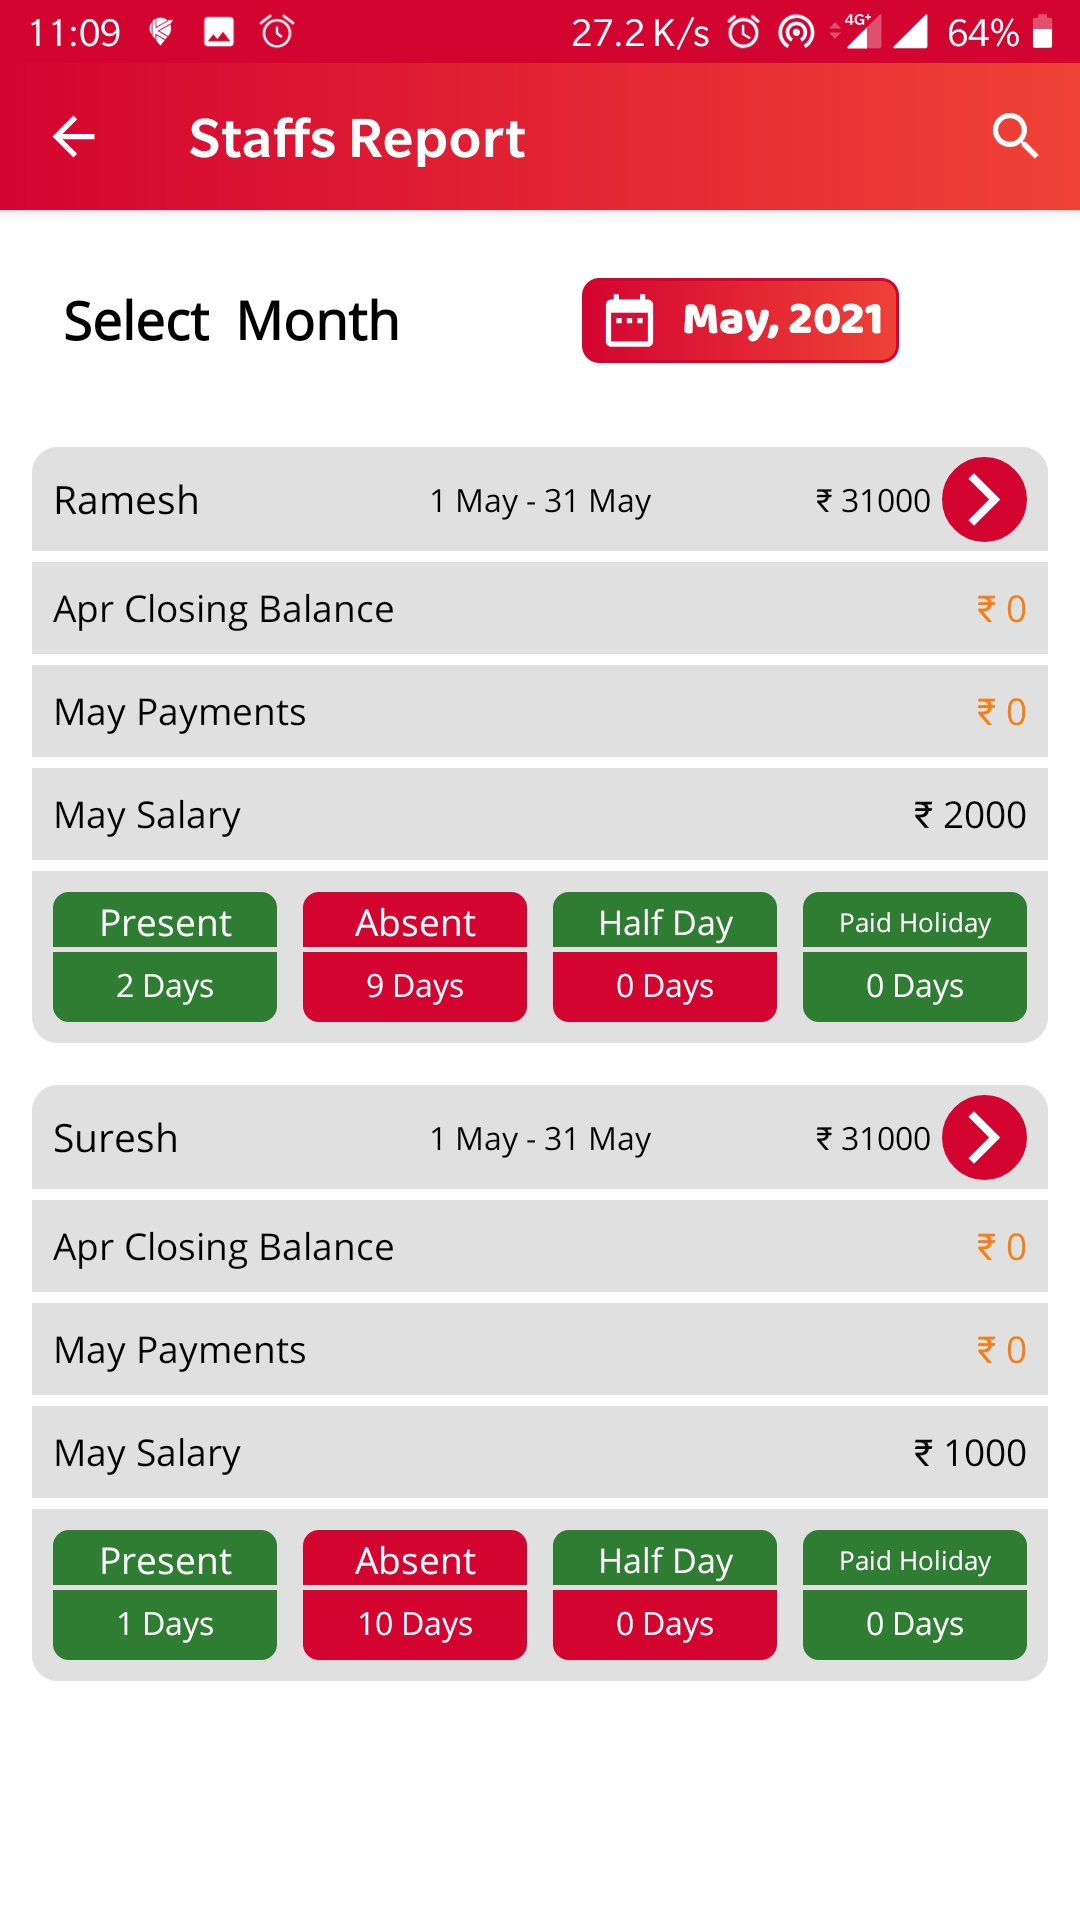 11:09 27.2 K/s 4G+ 64%
Staffs Report
Select Month May, 2021
Ramesh 1 May - 31 May ₹ 31000
Apr Closing Balance ₹ 0
May Payments ₹ 0
May Salary ₹ 2000
Present Absent Half Day Paid Holiday
2 Days 9 Days 0 Days 0 Days
Suresh 1 May - 31 May ₹ 31000
Apr Closing Balance ₹ 0
May Payments ₹ 0
May Salary ₹ 1000
Present Absent Half Day Paid Holiday
1 Days 10 Days 0 Days 0 Days